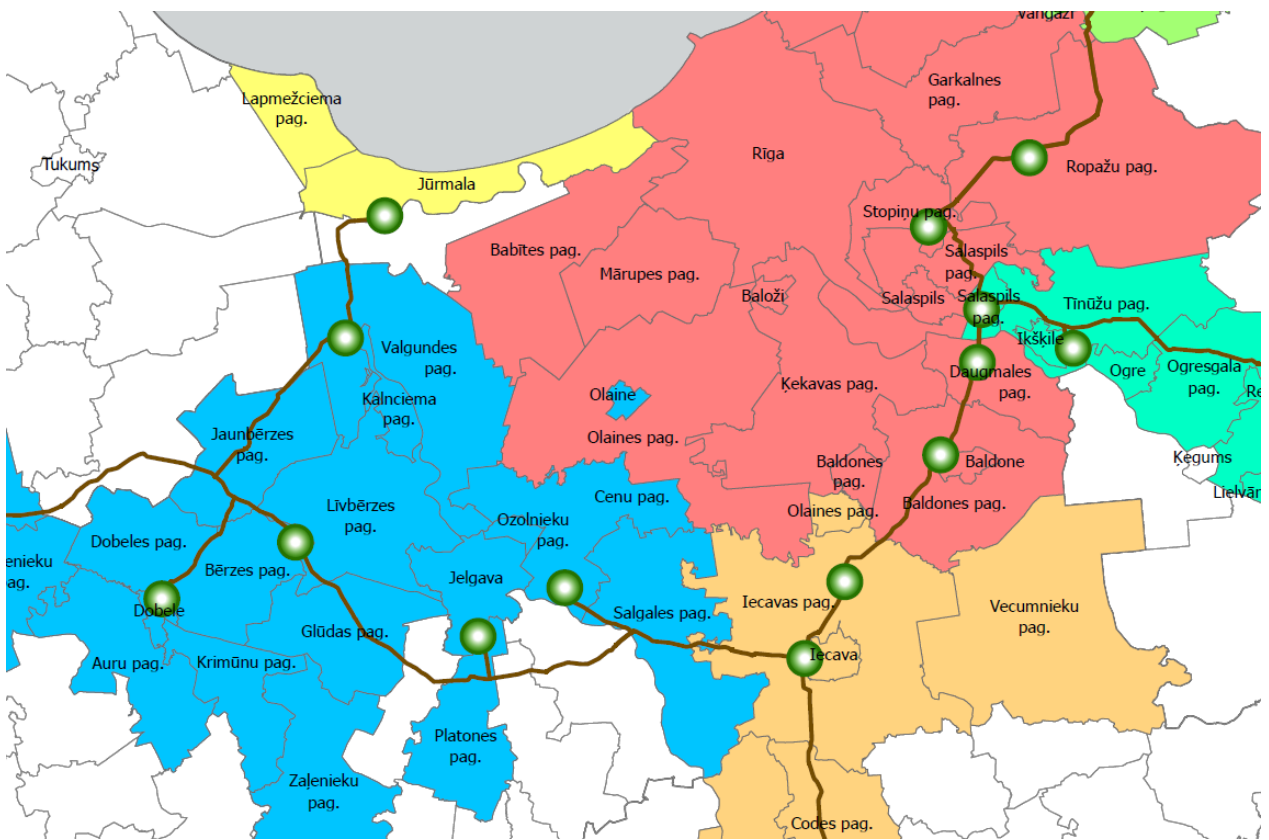 Vangaži
Garkalnes
pag.
Lapmežciema
pag.
Rīga
Tukums
Ropažu pag.
Jūrmala
Stopiņu pag.
Babītes pag.
Salaspils
pag.
Mārupes pag.
Baloži
Salaspils
Salaspils
pag.
Tīnūžu pag.
Ikšķile
Valgundes
pag.
Ogre
Ogresgala
pag.
Daugmales
pag.
Ķekavas pag.
Kalnciema
pag.
Olaine
Re
Jaunbērzes
pag.
Olaines pag.
Baldones
pag.
Baldone
Ķegums
Cenu pag.
Lielvār
Līvbērzes
pag.
Olaines pag.
Baldones pag.
Ozolnieku
pag.
Dobeles pag.
enieku
ag.
Bērzes pag.
Jelgava
Iecavas pag.
Vecumnieku
pag.
Dobele
Salgales pag.
Glūdas pag.
Iecava
Auru pag.
Krimūnu pag.
Platones
pag.
Zaļenieku
pag.
Codes pag.